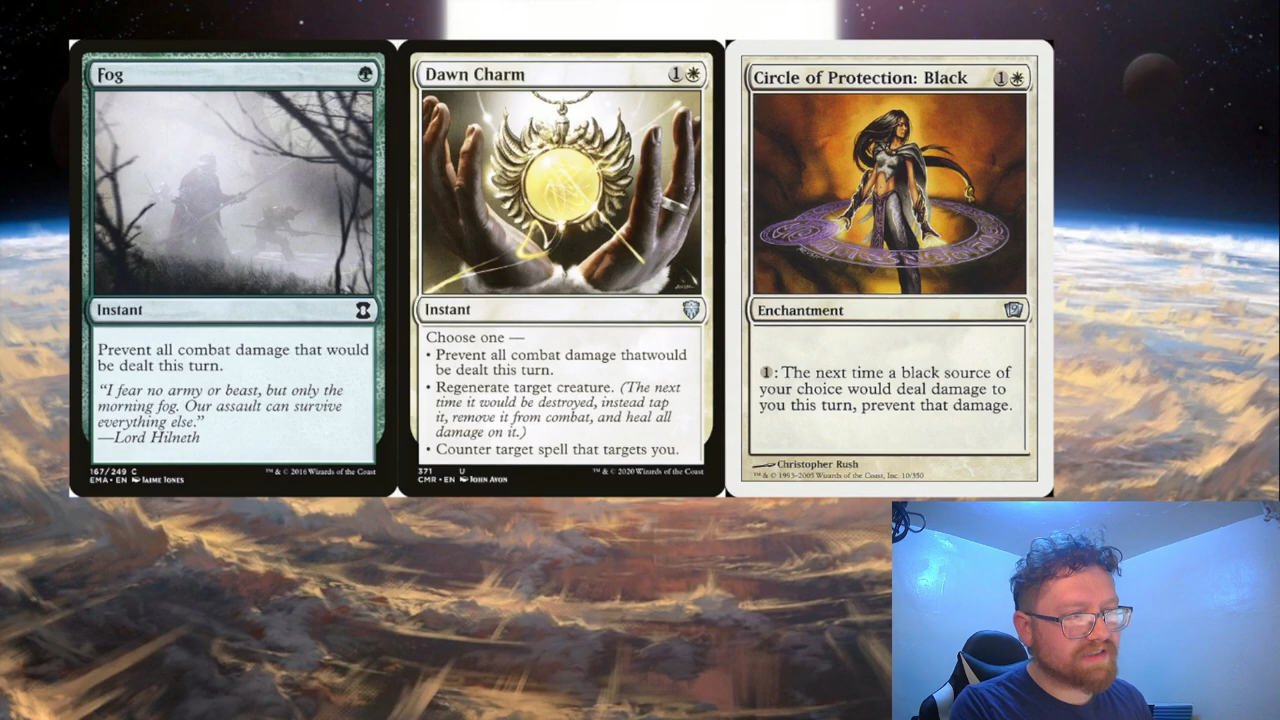 Fog
Instant
Prevent all combat damage that would
be dealt this turn.
“I fear no army or beast, but only the
morning fog. Our assault can survive
everything else.”
—Lord Hilneth
167/249 C
EMA • EN JAIME JONES
™ & © 2016 Wizards of the Coast
Dawn Charm
1
Instant
Choose one —
• Prevent all combat damage thatwould
be dealt this turn.
• Regenerate target creature. (The next
time it would be destroyed, instead tap
it, remove it from combat, and heal all
damage on it.)
• Counter target spell that targets you.
371 U
CMR • EN JOHN AVON
™ & © 2020 Wizards of the Coast
Circle of Protection: Black
1
Enchantment
1: The next time a black source of
your choice would deal damage to
you this turn, prevent that damage.
Christopher Rush
™ & © 1993–2005 Wizards of the Coast, Inc. 10/350